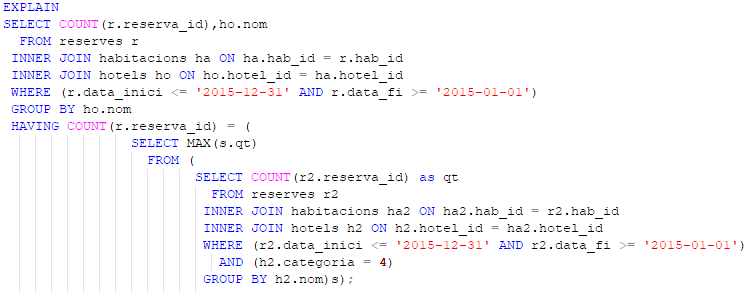 EXPLAIN
SELECT COUNT(r.reserva_id),ho.nom
FROM reserves r
INNER JOIN habitacions ha ON ha.hab_id = r.hab_id
INNER JOIN hotels ho ON ho.hotel_id = ha.hotel_id
WHERE (r.data_inici <= '2015-12-31' AND r.data_fi >= '2015-01-01')
GROUP BY ho.nom
HAVING COUNT(r.reserva_id) = (
SELECT MAX(s.qt)
FROM (
SELECT COUNT(r2.reserva_id) as qt
FROM reserves r2
INNER JOIN habitacions ha2 ON ha2.hab_id = r2.hab_id
INNER JOIN hotels h2 ON h2.hotel_id = ha2.hotel_id
WHERE (r2.data_inici <= '2015-12-31' AND r2.data_fi >= '2015-01-01')
AND (h2.categoria = 4)
GROUP BY h2.nom)s);